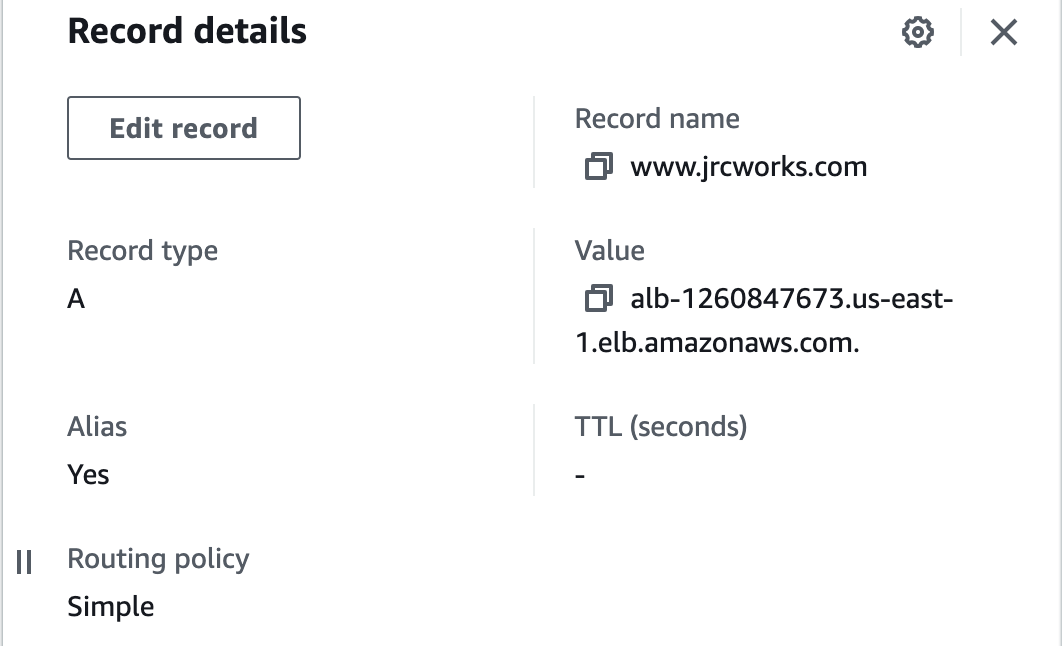 Record details
Edit record
Record name
www.jrcworks.com
Record type
A
Value
alb-1260847673.us-east-
1.elb.amazonaws.com.
Alias
Yes
TTL (seconds)
-
Routing policy
Simple